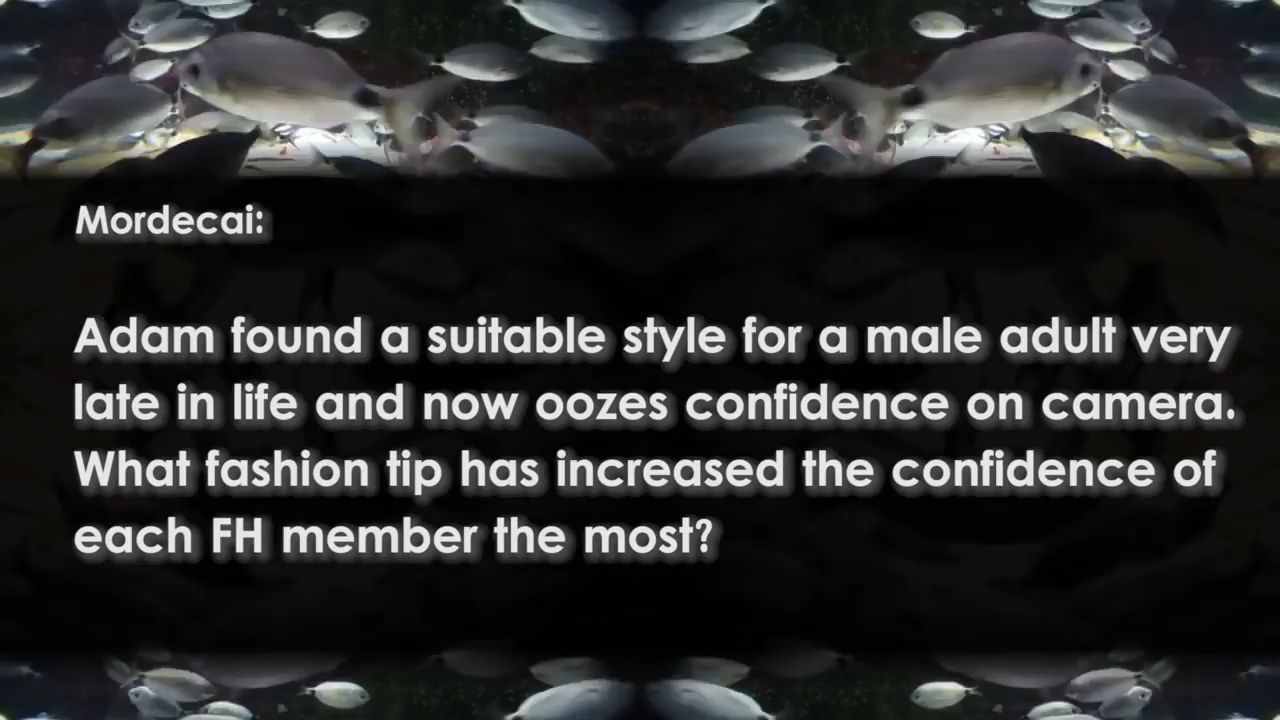 Mordecai:
Adam found a suitable style for a male adult very
late in life and now oozes confidence on camera.
What fashion tip has increased the confidence of
each FH member the most?